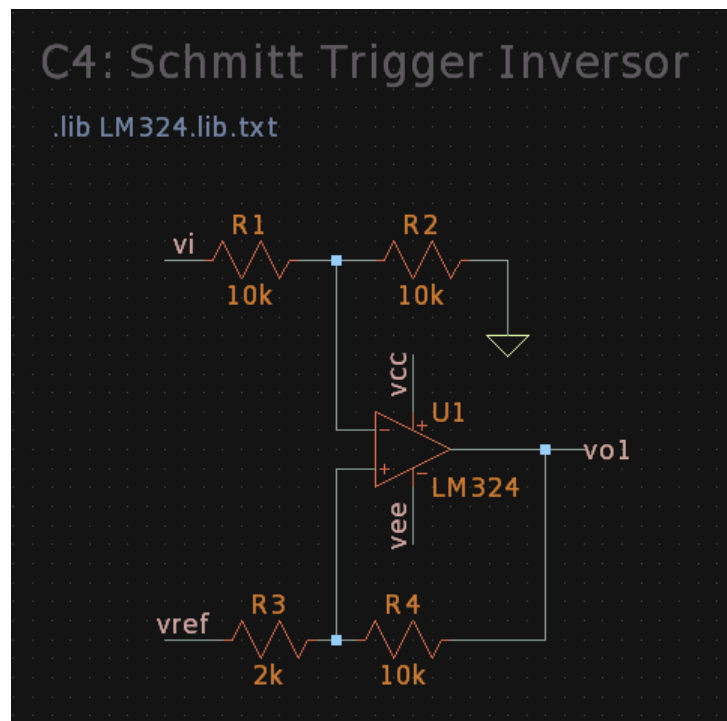 C4: Schmitt Trigger Inversor
.lib LM324.lib.txt
R1
R2
vi
10k
10k
vcc
U1
vo1
LM324
vee
R3
R4
vref
2k
10k